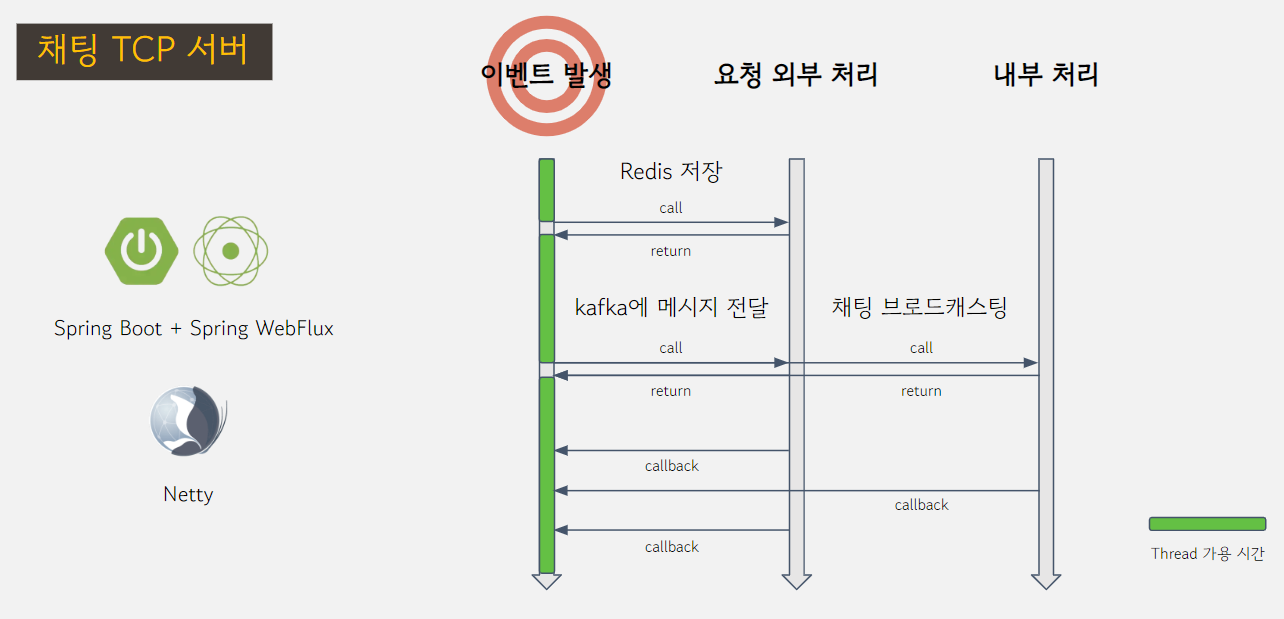 채팅 TCP 서버
이벤트 발생
요청 외부 처리
내부 처리
Redis 저장
call
return
Spring Boot + Spring WebFlux
kafka에 메시지 전달
채팅 브로드캐스팅
call
call
return
return
Netty
callback
callback
callback
Thread 가용 시간